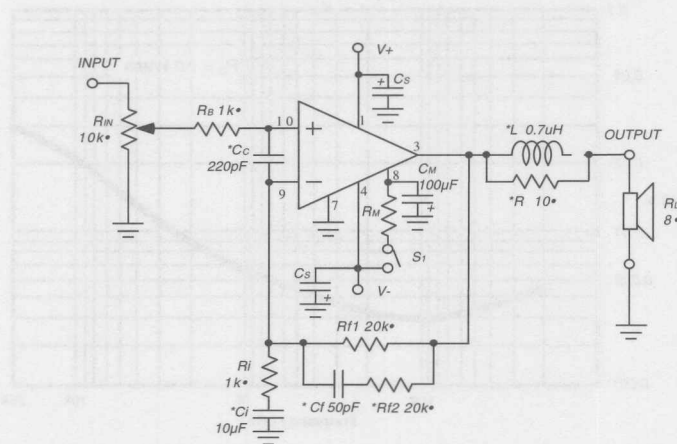 V+
INPUT
+ CS
RIN
10k•
RB 1k•
10
+
1
3
*L 0.7uH
OUTPUT
*CC
220pF
9
−
CM
100µF
+
8
4
7
RM
*R 10•
8•
S1
CS
+
V-
Rf1 20k•
Ri
1k•
*Cf 50pF
*Rf2 20k•
*Ci
10µF